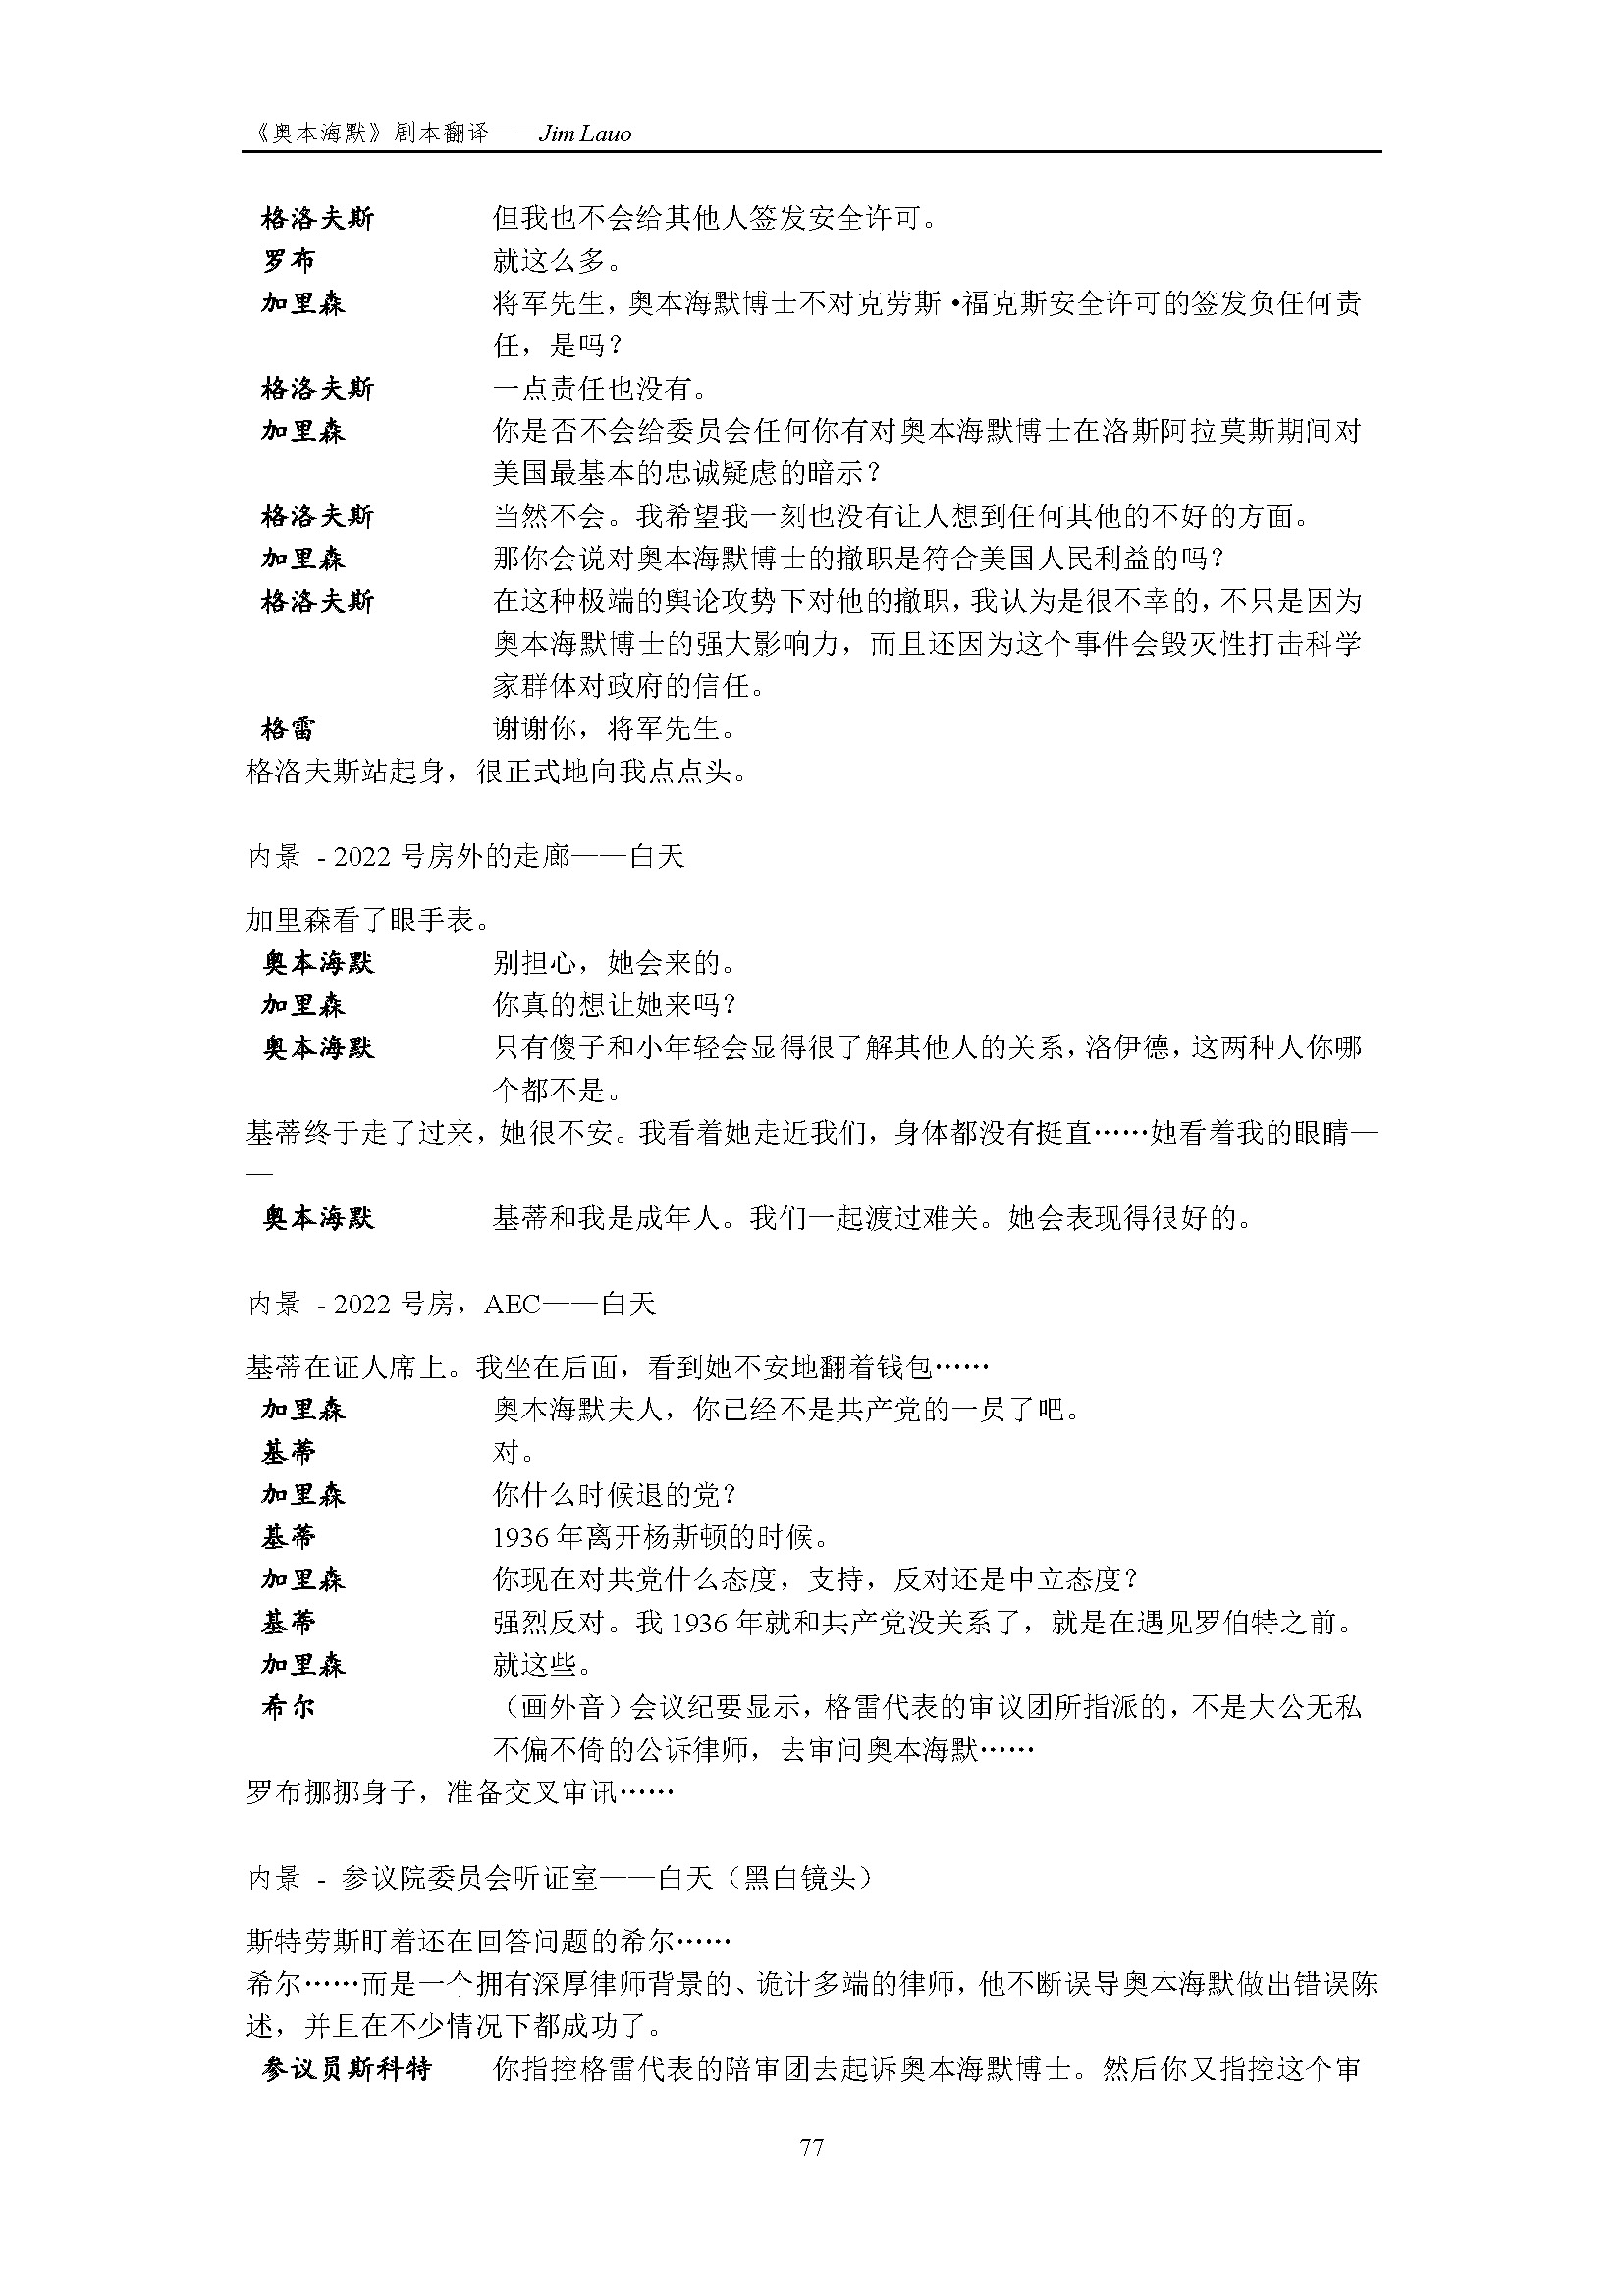 《奥本海默》剧本翻译——Jim Lauo
格洛夫斯 但我也不会给其他人签发安全许可。
罗布 就这么多。
加里森 将军先生，奥本海默博士不对克劳斯·福克斯安全许可的签发负任何责
任，是吗？
格洛夫斯 一点责任也没有。
加里森 你是否不会给委员会任何你有对奥本海默博士在洛斯阿拉莫斯期间对
美国最基本的忠诚疑虑的暗示？
格洛夫斯 当然不会。我希望我一刻也没有让人想到任何其他的不好的方面。
加里森 那你会说对奥本海默博士的撤职是符合美国人民利益的吗？
格洛夫斯 在这种极端的舆论攻势下对他的撤职，我认为是很不幸的，不只是因为
奥本海默博士的强大影响力，而且还因为这个事件会毁灭性打击科学
家群体对政府的信任。
格雷 谢谢你，将军先生。
格洛夫斯站起身，很正式地向我点点头。
内景 - 2022 号房外的走廊——白天
加里森看了眼手表。
奥本海默 别担心，她会来的。
加里森 你真的想让她来吗？
奥本海默 只有傻子和小年轻会显得很了解其他人的关系，洛伊德，这两种人你哪
个都不是。
基蒂终于走了过来，她很不安。我看着她走近我们，身体都没有挺直……她看着我的眼睛—
—
奥本海默 基蒂和我是成年人。我们一起渡过难关。她会表现得很好的。
内景 - 2022 号房，AEC——白天
基蒂在证人席上。我坐在后面，看到她不安地翻着钱包……
加里森 奥本海默夫人，你已经不是共产党的一员了吧。
基蒂 对。
加里森 你什么时候退的党？
基蒂 1936 年离开杨斯顿的时候。
加里森 你现在对共党什么态度，支持，反对还是中立态度？
基蒂 强烈反对。我 1936 年就和共产党没关系了，就是在遇见罗伯特之前。
加里森 就这些。
希尔 （画外音）会议纪要显示，格雷代表的审议团所指派的，不是大公无私
不偏不倚的公诉律师，去审问奥本海默……
罗布挪挪身子，准备交叉审讯……
内景 - 参议院委员会听证室——白天（黑白镜头）
斯特劳斯盯着还在回答问题的希尔……
希尔……而是一个拥有深厚律师背景的、诡计多端的律师，他不断误导奥本海默做出错误陈
述，并且在不少情况下都成功了。
参议员斯科特 你指控格雷代表的陪审团去起诉奥本海默博士。然后你又指控这个审
77